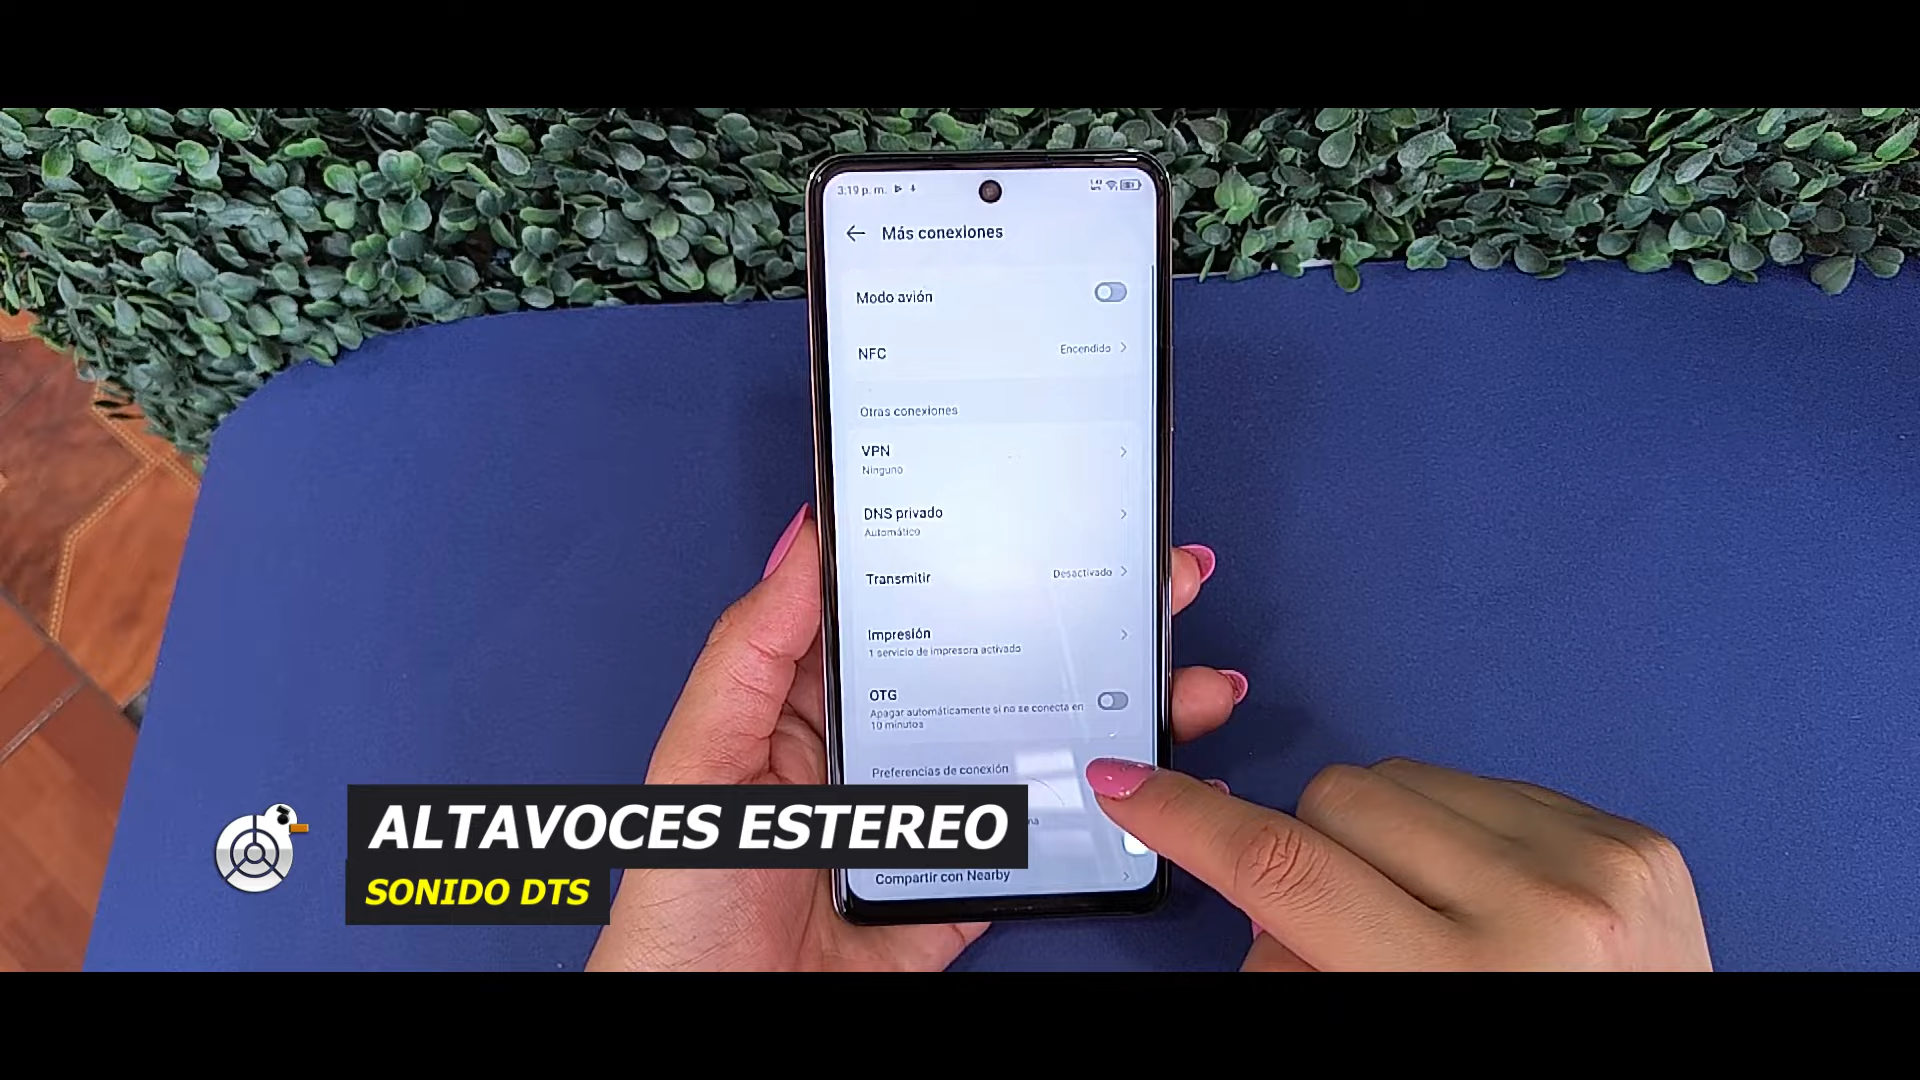 3:19 p. m.
Más conexiones
Modo avión
NFC
Encendido
Otras conexiones
VPN
Ninguno
DNS privado
Automático
Transmitir
Desactivado
Impresión
1 servicio de impresora activado
OTG
Apagar automáticamente si no se conecta en
10 minutos
Preferencias de conexión
Compartir con Nearby
ALTAVOCES ESTEREO
SONIDO DTS